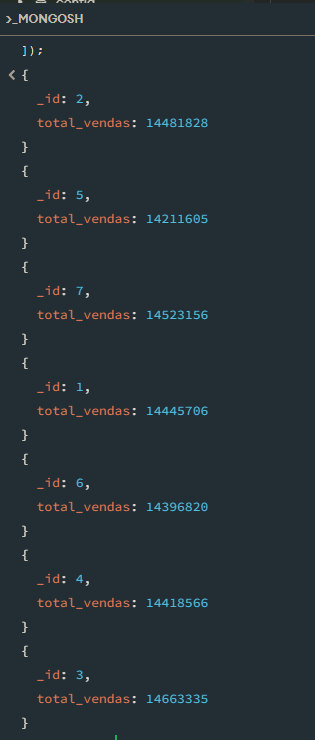 >_MONGOSH
]);
< {
_id: 2,
total_vendas: 14481828
}
{
_id: 5,
total_vendas: 14211605
}
{
_id: 7,
total_vendas: 14523156
}
{
_id: 1,
total_vendas: 14445706
}
{
_id: 6,
total_vendas: 14396820
}
{
_id: 4,
total_vendas: 14418566
}
{
_id: 3,
total_vendas: 14663335
}